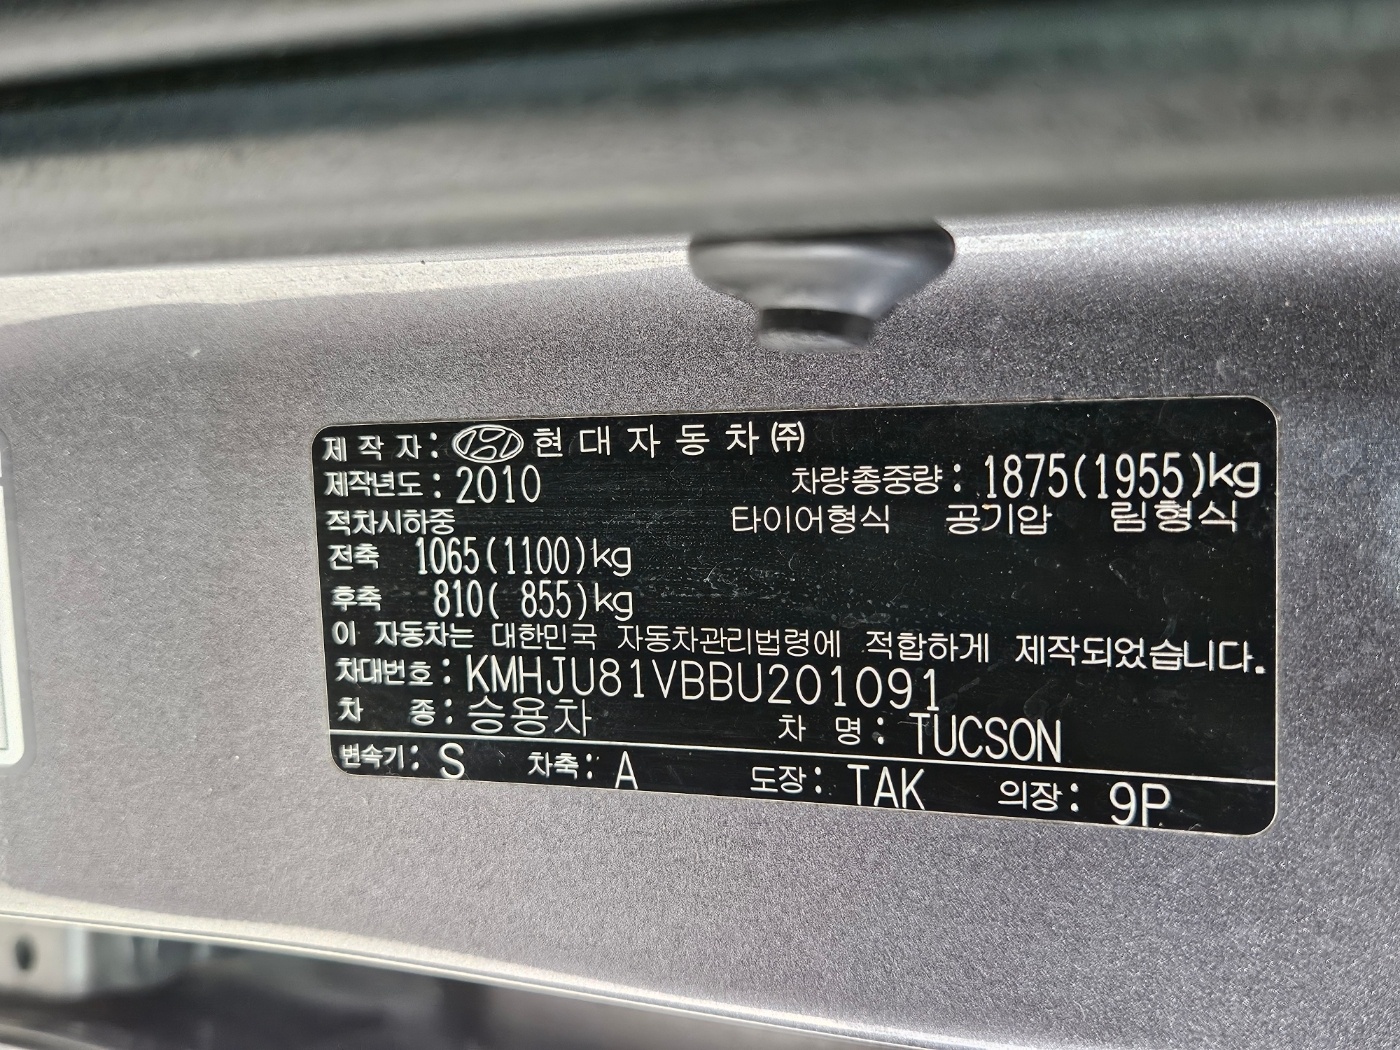 제 작 자 : 현 대 자 동 차 ㈜
제작년도 : 2010 차량총중량 : 1875(1955)kg
적차시하중 타이어형식 공기압 림형식
전축 1065(1100)kg
후축 810( 855)kg
이 자동차는 대한민국 자동차관리법령에 적합하게 제작되었습니다.
차대번호 : KMHJU81VBBU201091
차 종 : 승용차 차 명 : TUCSON
변속기 : S 차축 : A 도장 : TAK 의장 : 9P